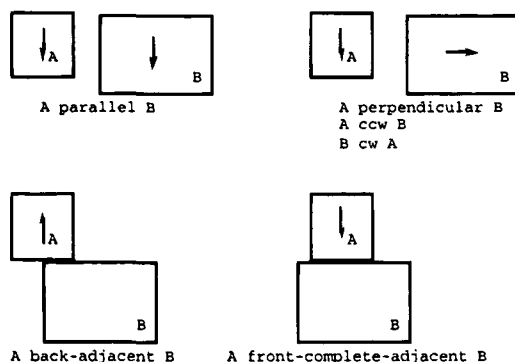 A
B
A parallel B
A
B
A perpendicular B
A ccw B
B cw A
A
B
A back-adjacent B
A
B
A front-complete-adjacent B